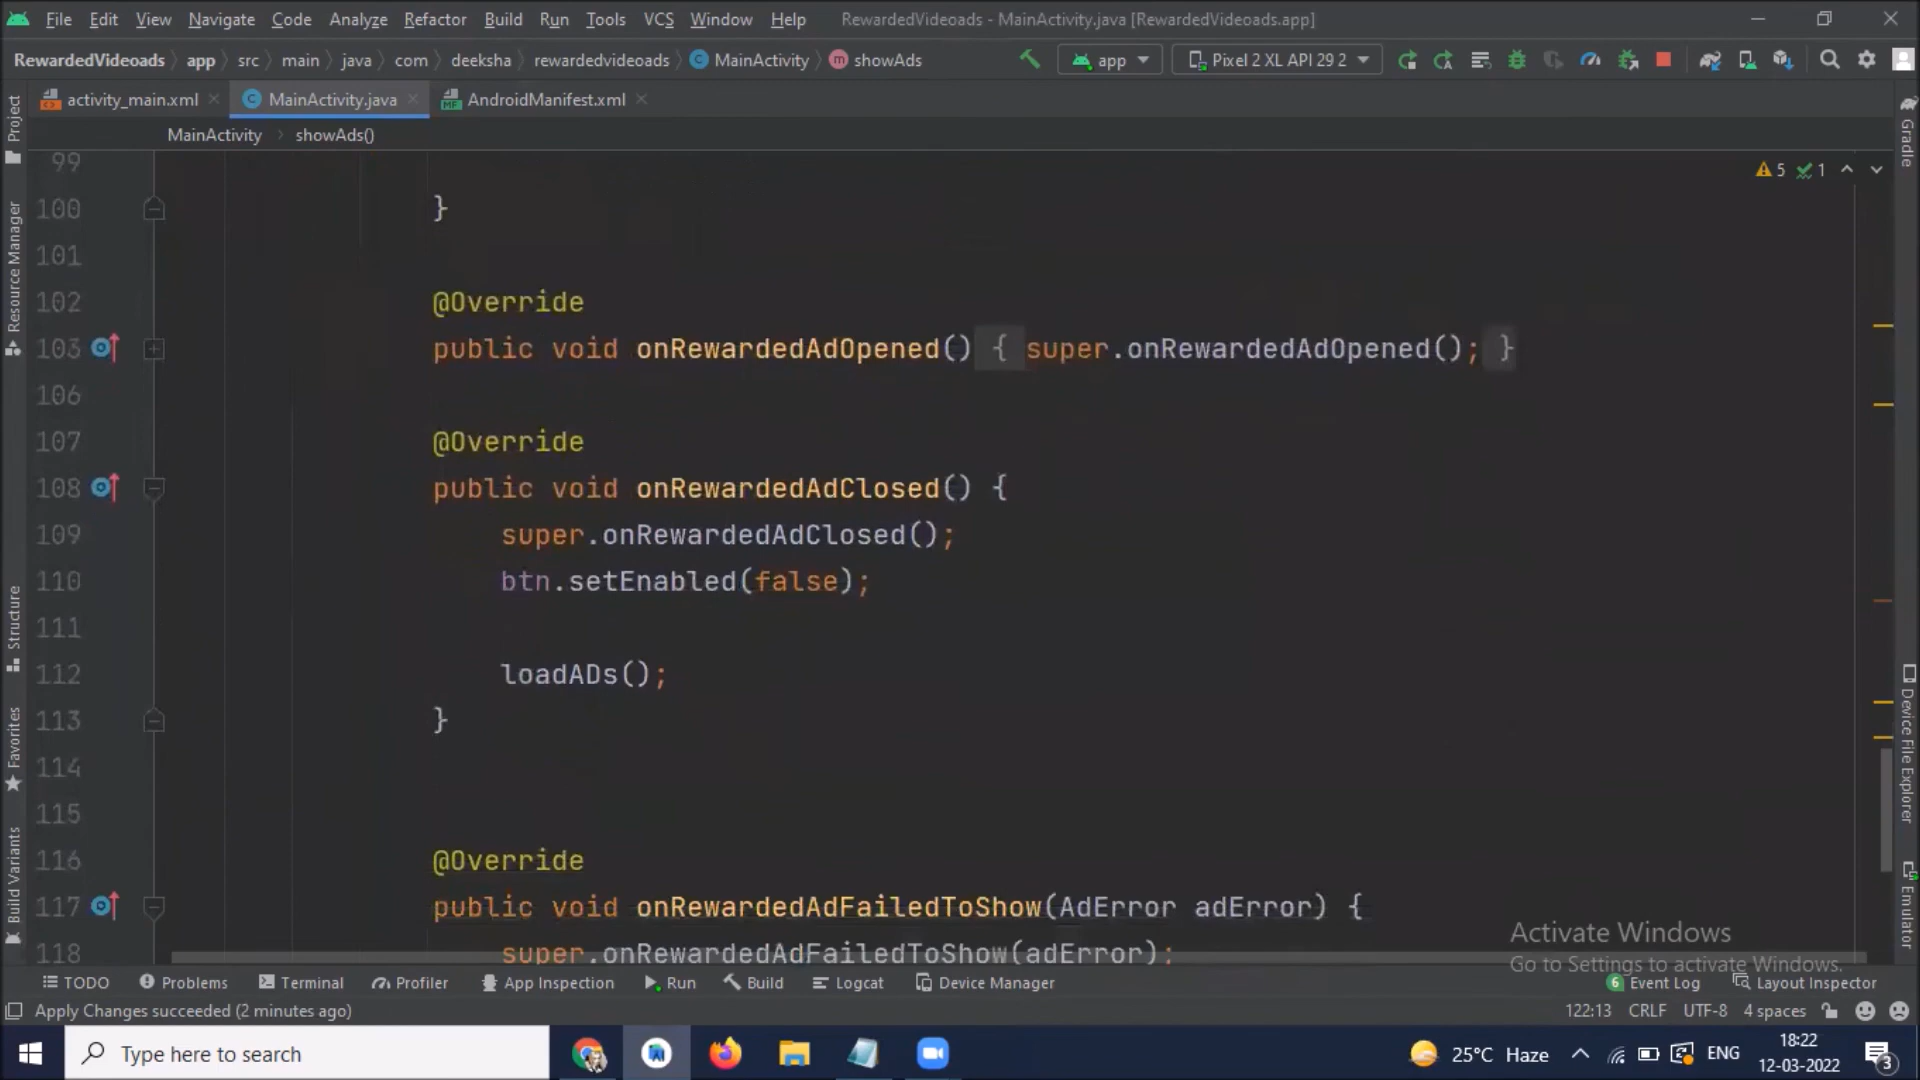 File Edit View Navigate Code Analyze Refactor Build Run Tools VCS Window Help RewardedVideoads - MainActivity.java [RewardedVideoads.app]
RewardedVideoads app src main java com deeksha rewardedvideoads MainActivity showAds app Pixel 2 XL API 29 2
activity_main.xml MainActivity.java AndroidManifest.xml
MainActivity showAds()
Project
Resource Manager
Structure
Favorites
Build Variants
Gradle
Device File Explorer
Emulator
5 1
99
100 }
101
102 @Override
103 public void onRewardedAdOpened() { super.onRewardedAdOpened(); }
106
107 @Override
108 public void onRewardedAdClosed() {
109 super.onRewardedAdClosed();
110 btn.setEnabled(false);
111
112 loadADs();
113 }
114
115
116 @Override
117 public void onRewardedAdFailedToShow(AdError adError) {
118 super.onRewardedAdFailedToShow(adError);
Activate Windows
Go to Settings to activate Windows.
TODO Problems Terminal Profiler App Inspection Run Build Logcat Device Manager 6 Event Log Layout Inspector
Apply Changes succeeded (2 minutes ago) 122:13 CRLF UTF-8 4 spaces
Type here to search 25°C Haze ENG 18:22
12-03-2022 3